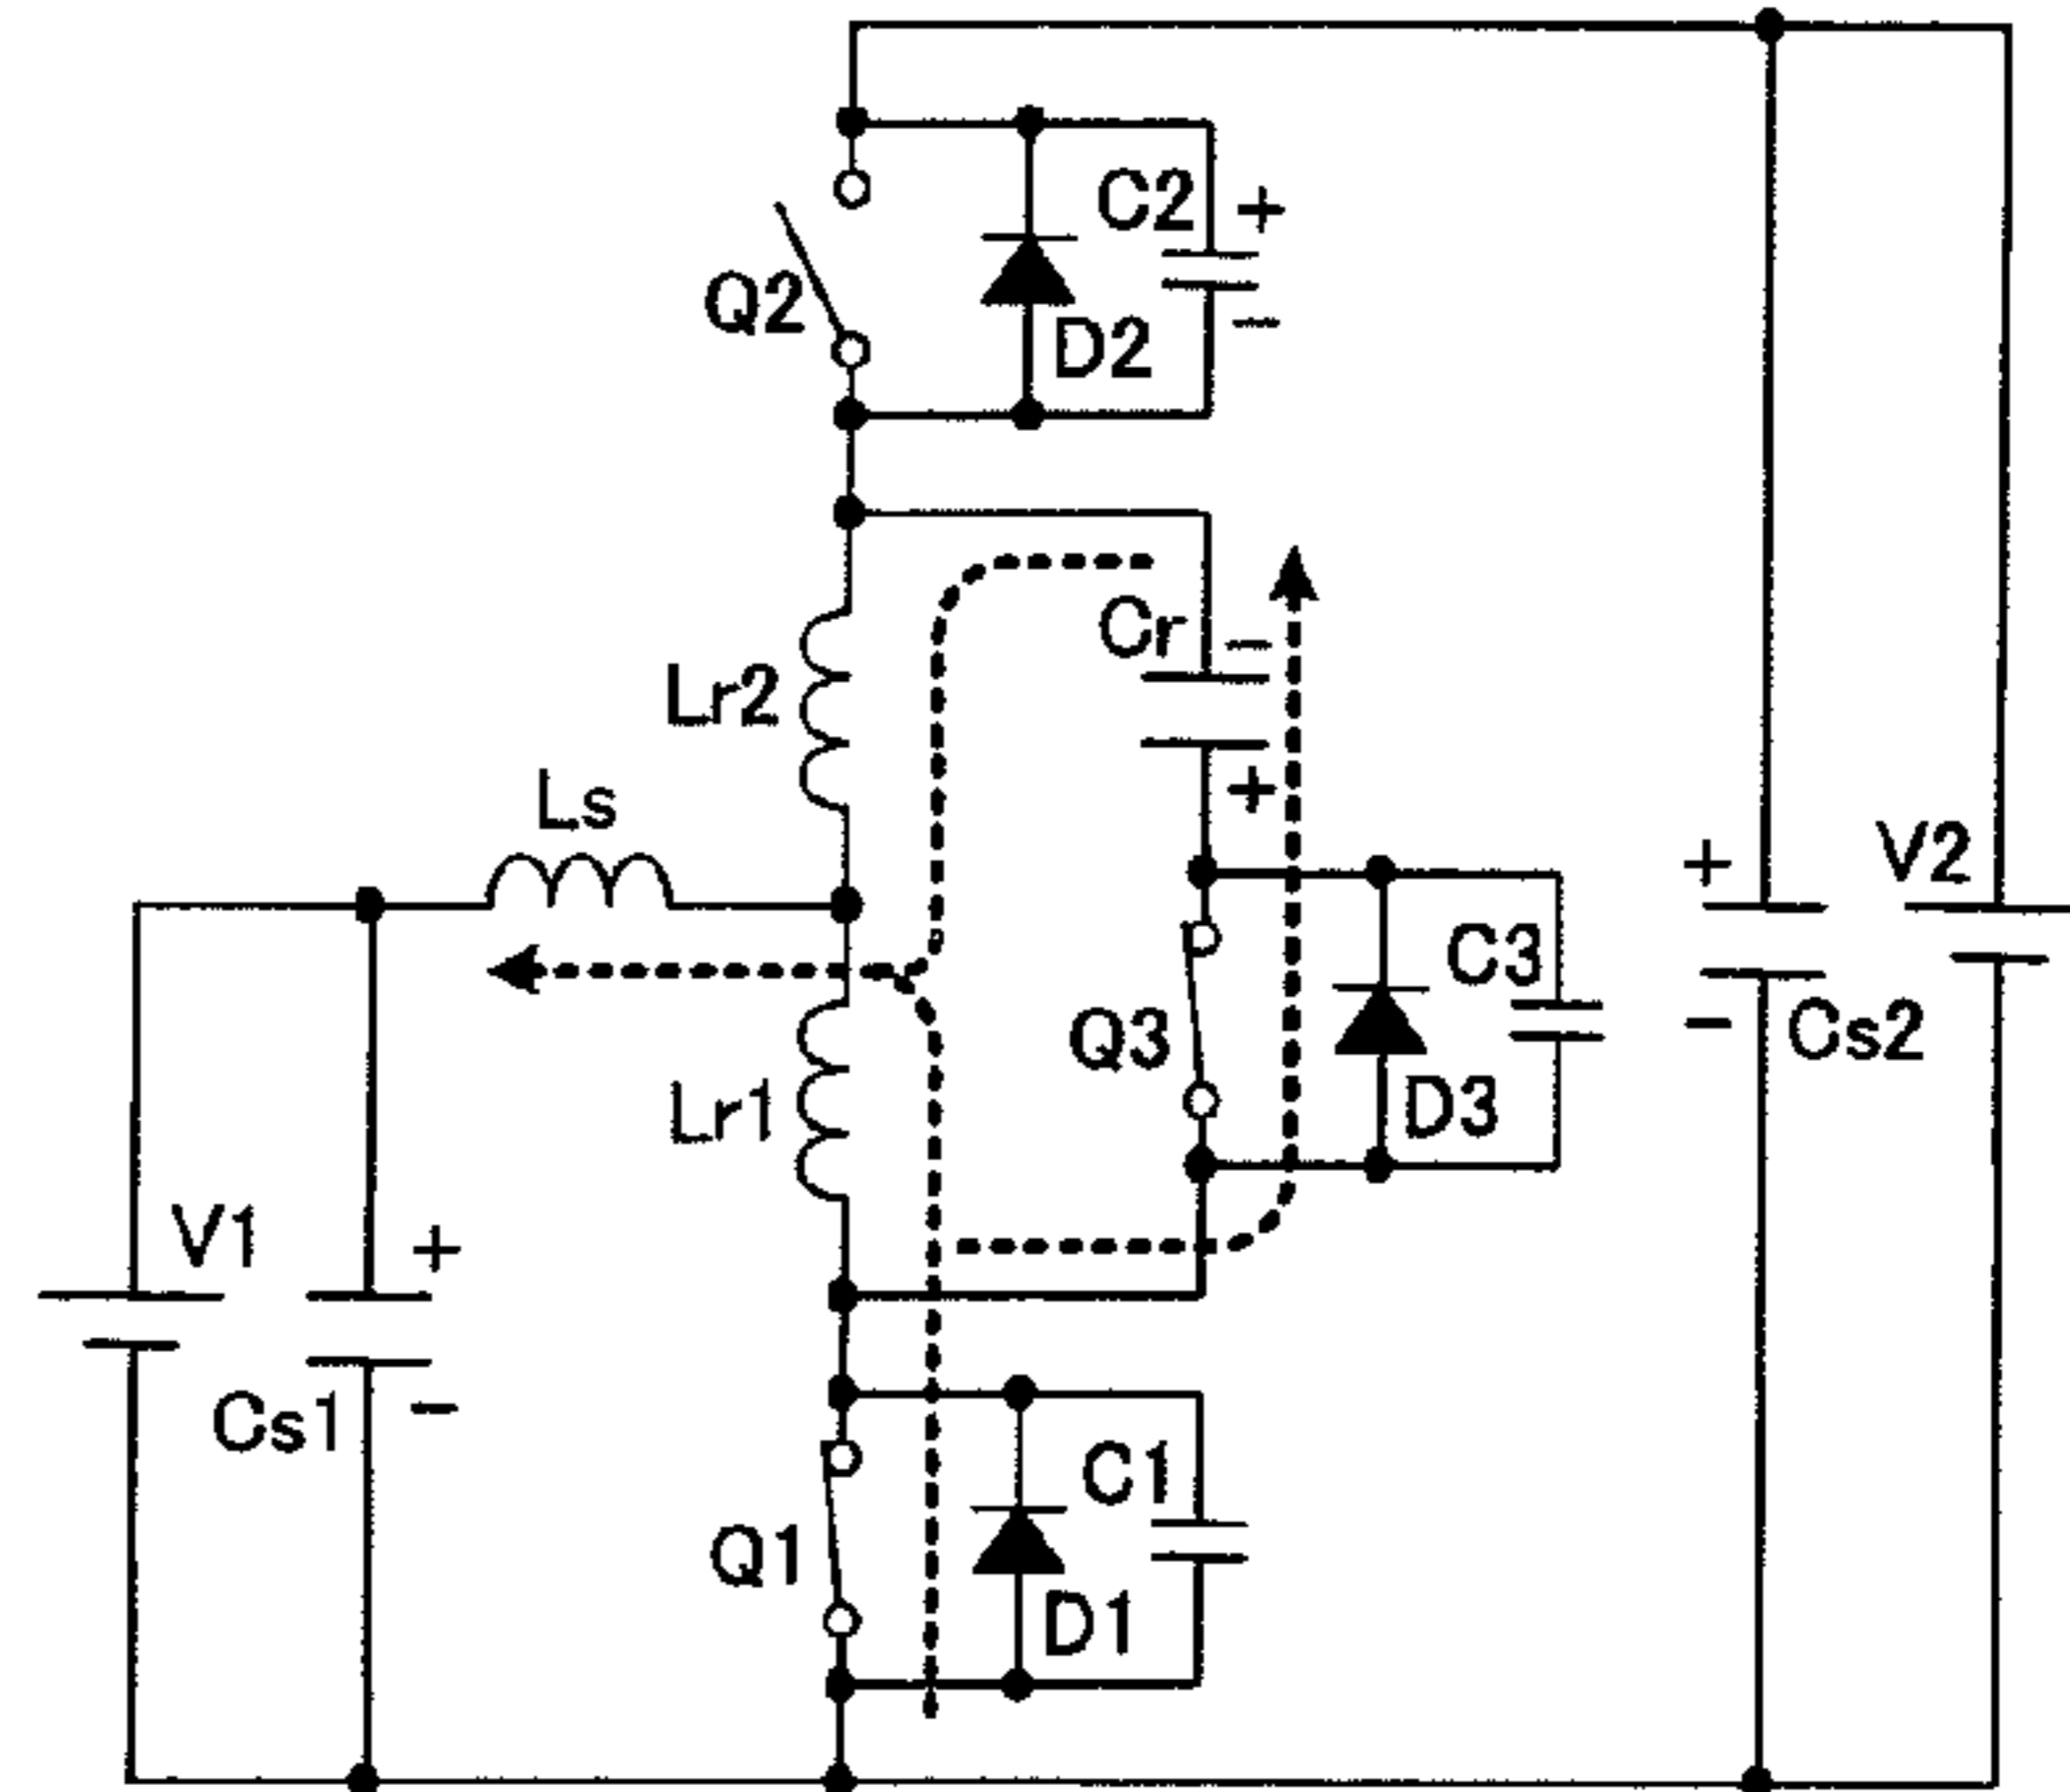 C2 +
Q2
D2 -
Cr -
Lr2
+
Ls
+ V2
C3
Q3 - Cs2
Lr1 D3
V1 +
Cs1 -
C1
Q1
D1